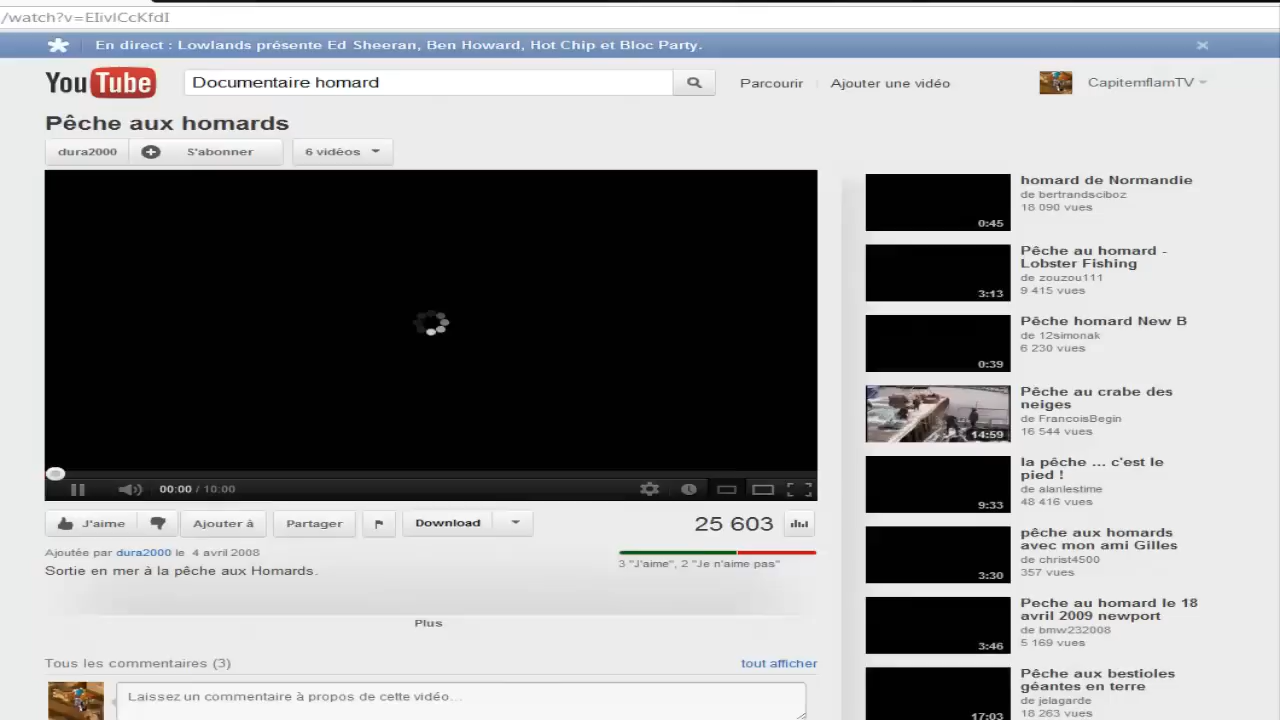 /watch?v=EIivlCcKfdI
En direct : Lowlands présente Ed Sheeran, Ben Howard, Hot Chip et Bloc Party.
YouTube
Documentaire homard
Parcourir
Ajouter une vidéo
CapitemflamTV
Pêche aux homards
dura2000
S'abonner
6 vidéos
00:00 / 10:00
J'aime
Ajouter à
Partager
Download
25 603
Ajoutée par dura2000 le 4 avril 2008
3 "J'aime", 2 "Je n'aime pas"
Sortie en mer à la pêche aux Homards.
Plus
Tous les commentaires (3)
tout afficher
Laissez un commentaire à propos de cette vidéo...
0:45
homard de Normandie
de bertrandsciboz
18 090 vues
3:13
Pêche au homard -
Lobster Fishing
de zouzou111
9 415 vues
0:39
Pêche homard New B
de 12simonak
6 230 vues
14:59
Pêche au crabe des
neiges
de FrancoisBegin
16 544 vues
9:33
la pêche ... c'est le
pied !
de alanlestime
48 416 vues
3:30
pêche aux homards
avec mon ami Gilles
de christ4500
357 vues
3:46
Peche au homard le 18
avril 2009 newport
de bmw232008
5 169 vues
17:03
Pêche aux bestioles
géantes en terre
de jelagarde
18 263 vues